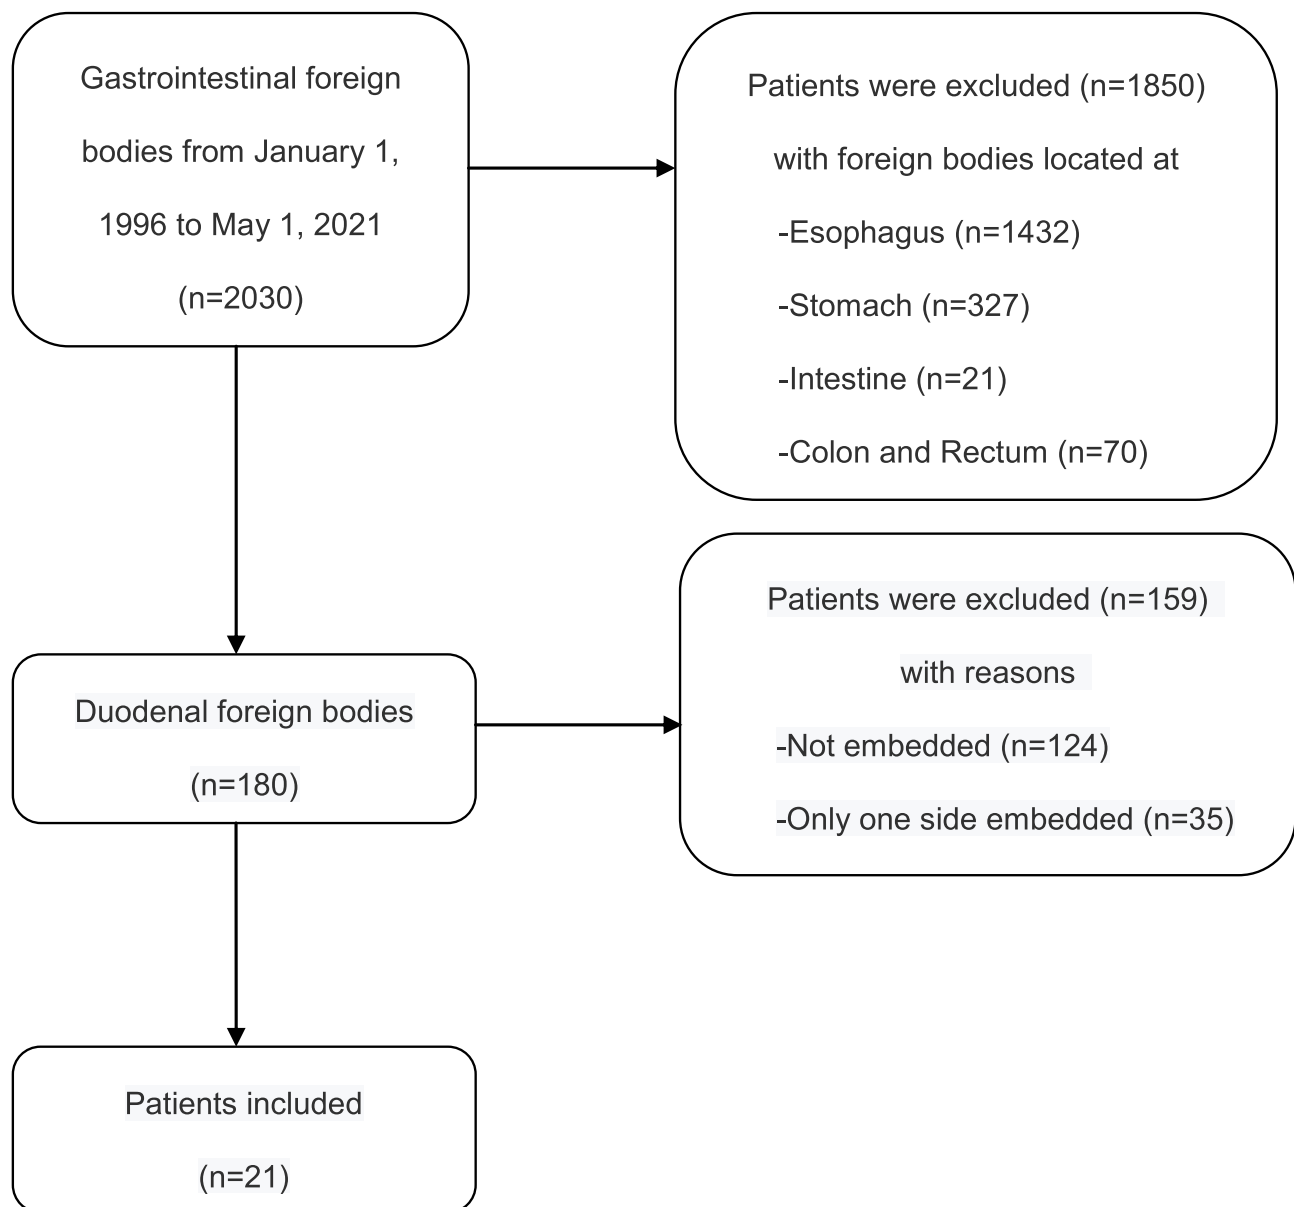 Gastrointestinal foreign
bodies from January 1,
1996 to May 1, 2021
(n=2030)
Patients were excluded (n=1850)
with foreign bodies located at
-Esophagus (n=1432)
-Stomach (n=327)
-Intestine (n=21)
-Colon and Rectum (n=70)
Duodenal foreign bodies
(n=180)
Patients were excluded (n=159)
with reasons
-Not embedded (n=124)
-Only one side embedded (n=35)
Patients included
(n=21)